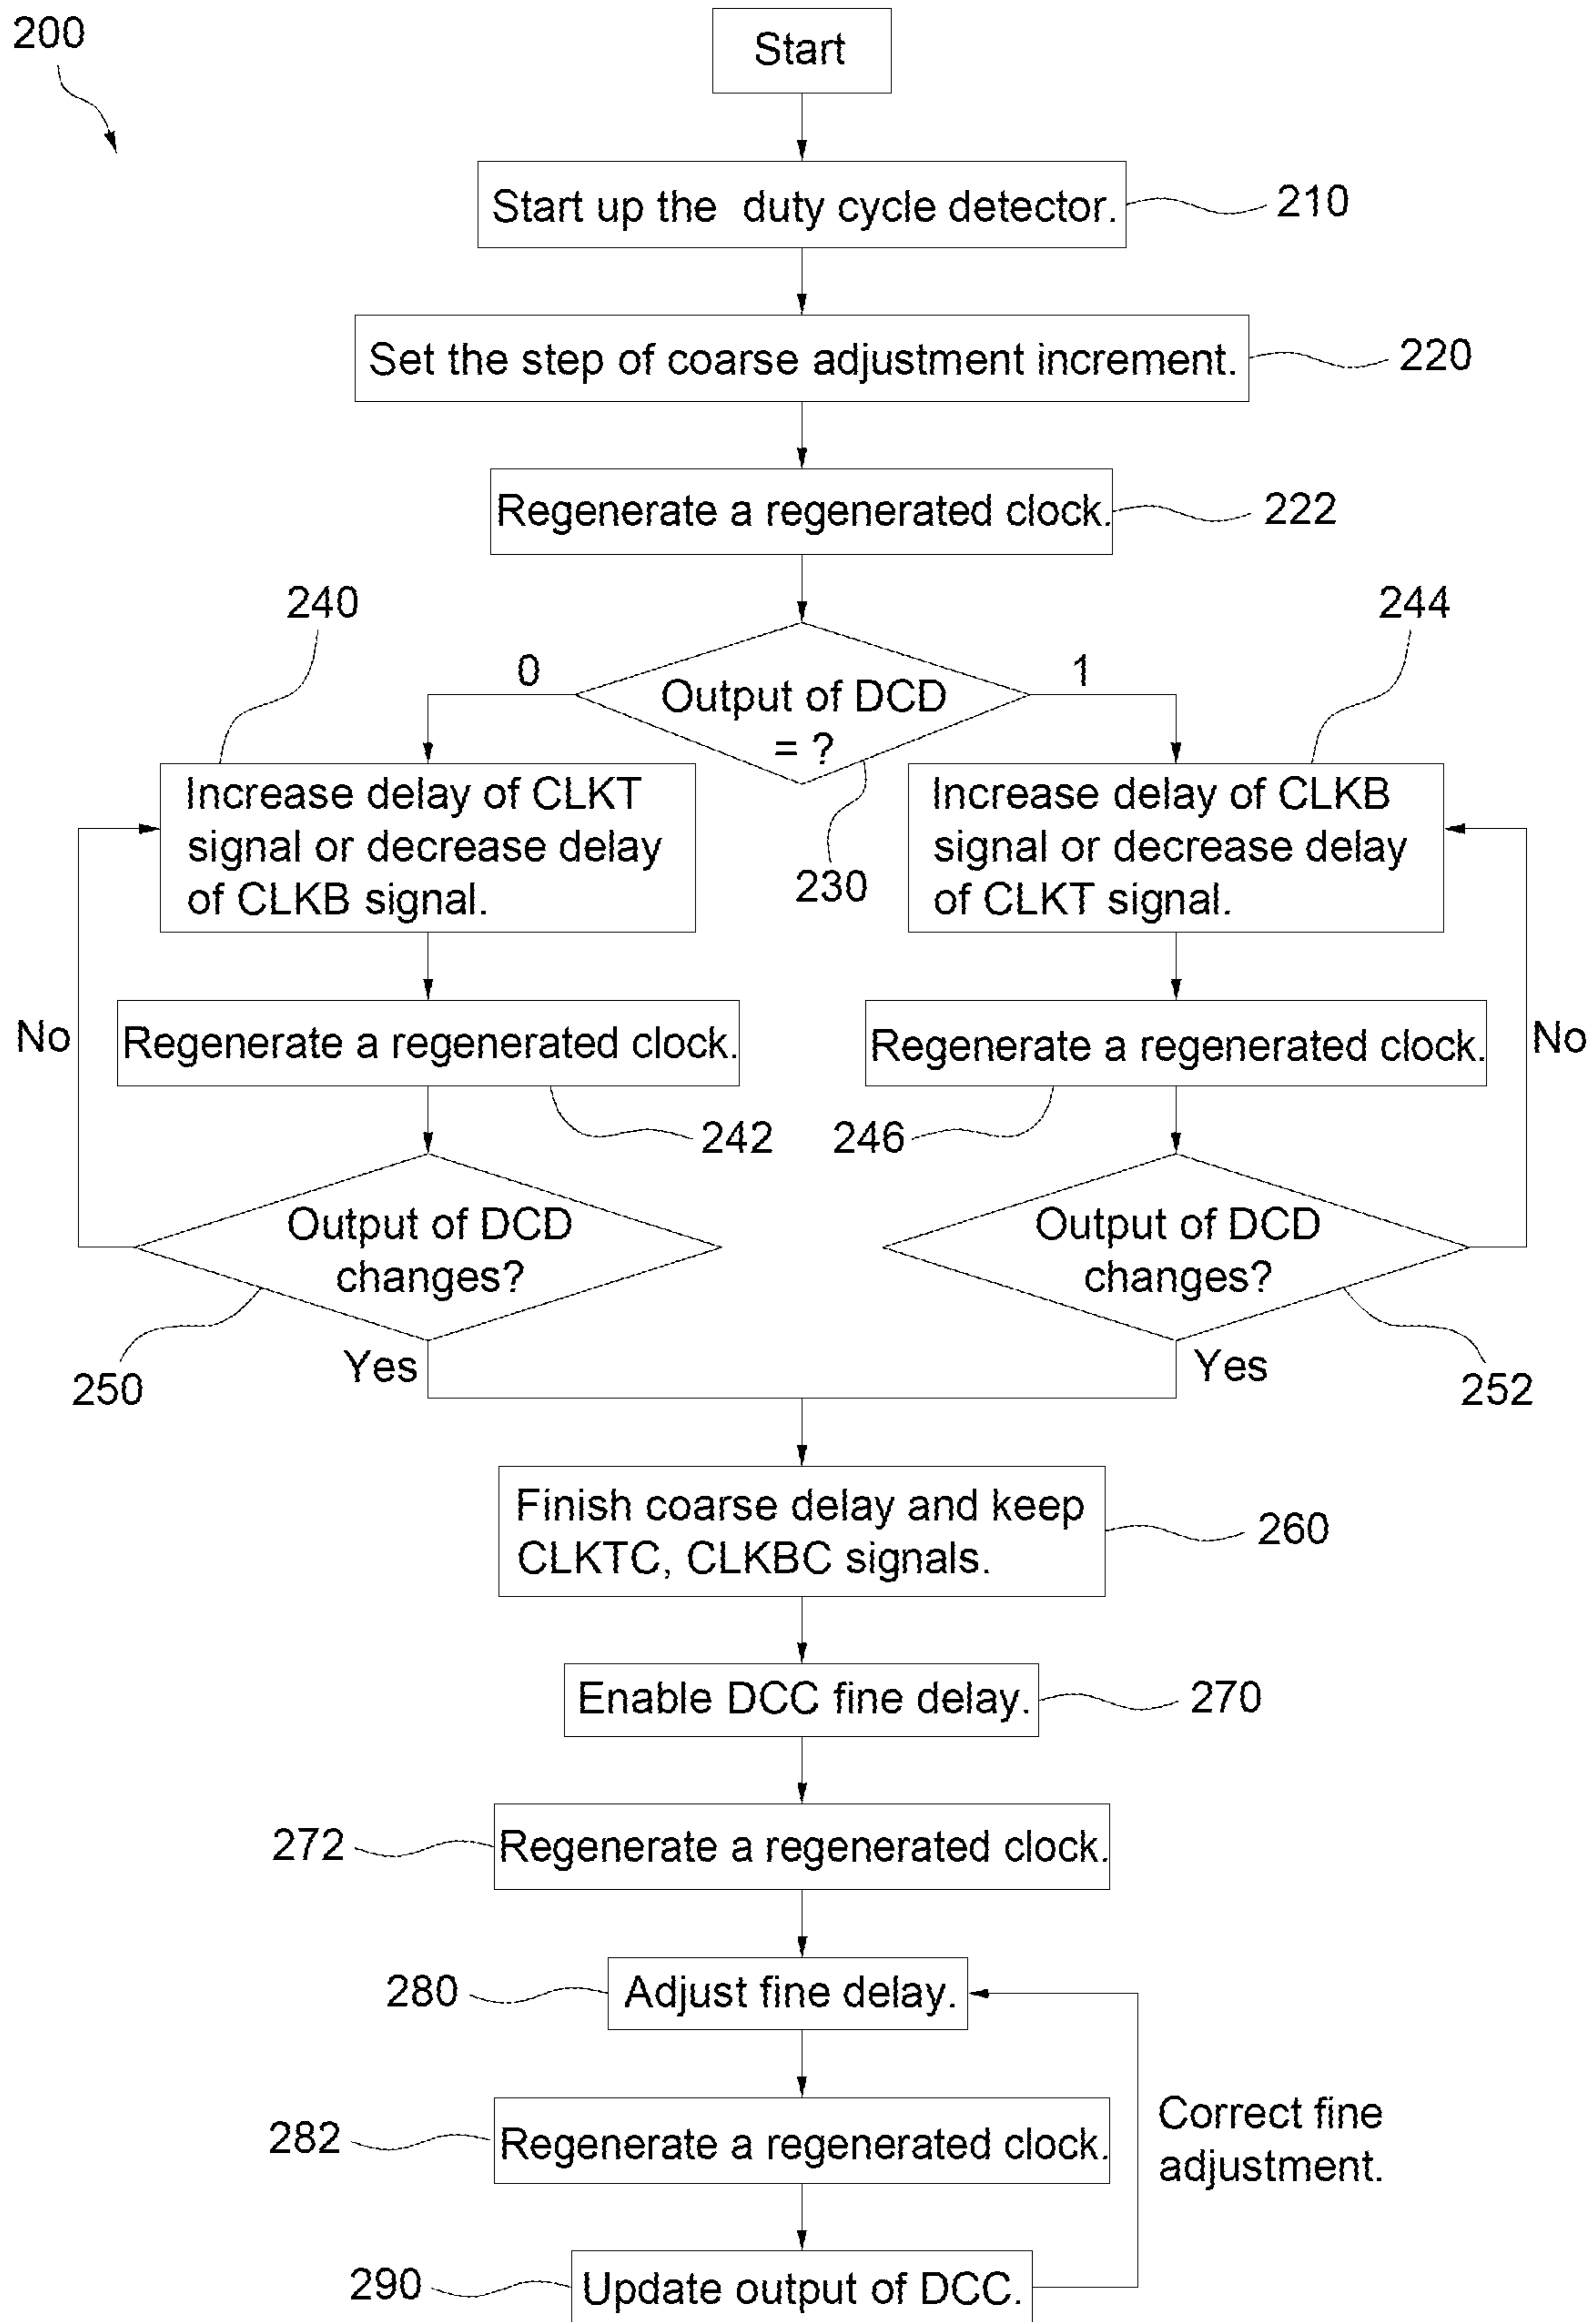 200
Start
Start up the duty cycle detector.
210
Set the step of coarse adjustment increment.
220
Regenerate a regenerated clock.
222
240
244
0
1
Output of DCD
= ?
230
Increase delay of CLKT
signal or decrease delay
of CLKB signal.
Increase delay of CLKB
signal or decrease delay
of CLKT signal.
No
Regenerate a regenerated clock.
242
Regenerate a regenerated clock.
246
No
Output of DCD
changes?
250
Yes
Output of DCD
changes?
252
Yes
Finish coarse delay and keep
CLKTC, CLKBC signals.
260
Enable DCC fine delay.
270
272
Regenerate a regenerated clock.
280
Adjust fine delay.
282
Regenerate a regenerated clock.
Correct fine
adjustment.
290
Update output of DCC.